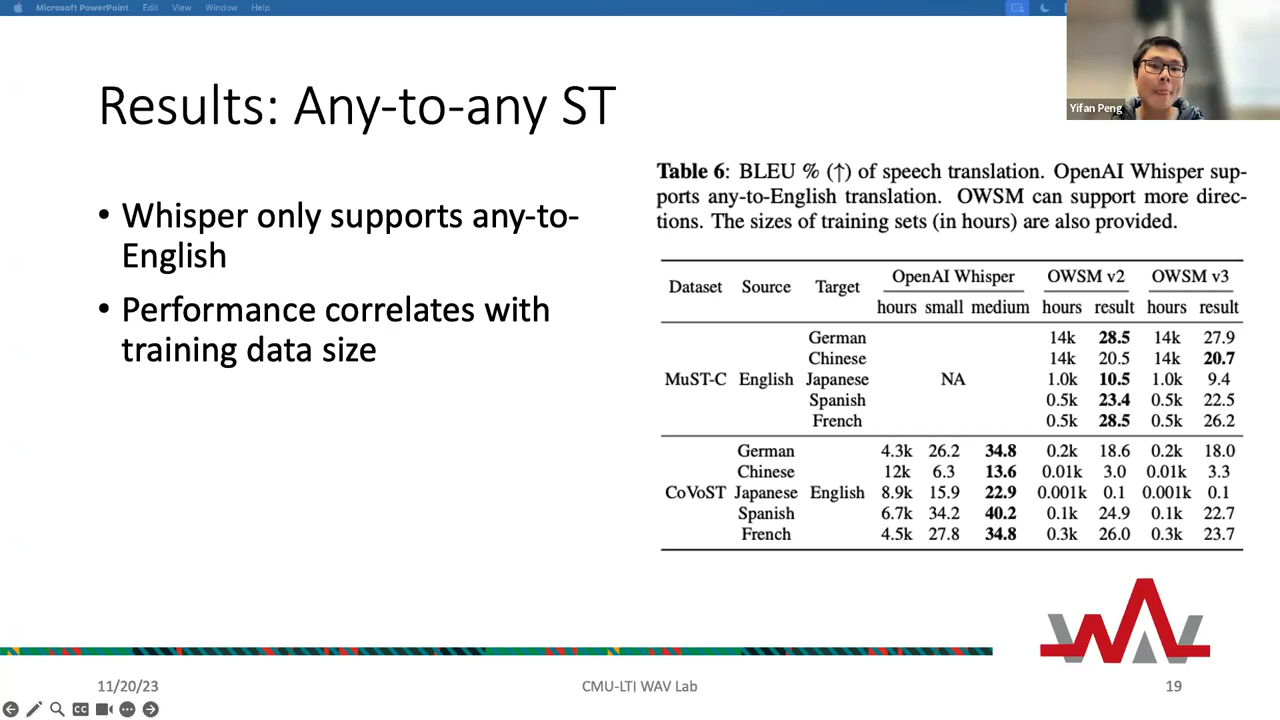 Microsoft PowerPoint Edit View Window Help
Yifan Peng
Results: Any-to-any ST
• Whisper only supports any-to-
English
• Performance correlates with
training data size
Table 6: BLEU % (↑) of speech translation. OpenAI Whisper sup-
ports any-to-English translation. OWSM can support more direc-
tions. The sizes of training sets (in hours) are also provided.
Dataset Source Target OpenAI Whisper OWSM v2 OWSM v3
hours small medium hours result hours result
German 14k 28.5 14k 27.9
Chinese 14k 20.5 14k 20.7
MuST-C English Japanese NA 1.0k 10.5 1.0k 9.4
Spanish 0.5k 23.4 0.5k 22.5
French 0.5k 28.5 0.5k 26.2
German 4.3k 26.2 34.8 0.2k 18.6 0.2k 18.0
Chinese 12k 6.3 13.6 0.01k 3.0 0.01k 3.3
CoVoST Japanese English 8.9k 15.9 22.9 0.001k 0.1 0.001k 0.1
Spanish 6.7k 34.2 40.2 0.1k 24.9 0.1k 22.7
French 4.5k 27.8 34.8 0.3k 26.0 0.3k 23.7
WAV
11/20/23 CMU-LTI WAV Lab 19
CC